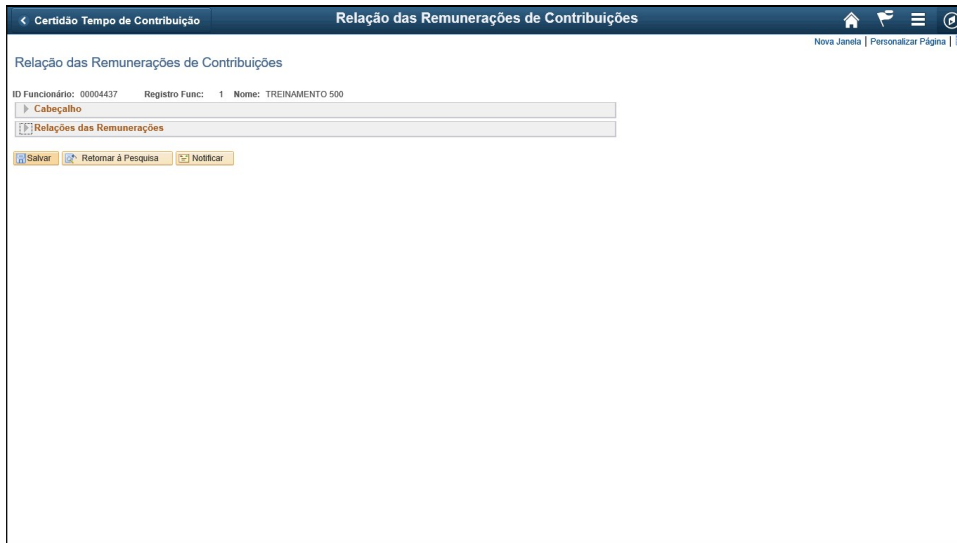 Certidão Tempo de Contribuição Relação das Remunerações de Contribuições
Nova Janela | Personalizar Página |
Relação das Remunerações de Contribuições
ID Funcionário: 00004437 Registro Func: 1 Nome: TREINAMENTO 500
Cabeçalho
Relações das Remunerações
Salvar Retornar à Pesquisa Notificar